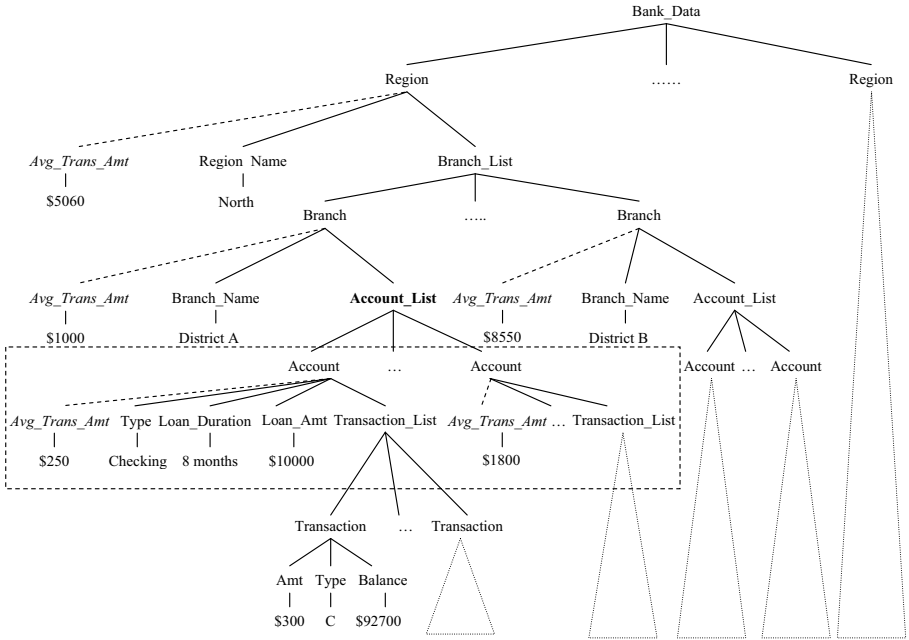 Bank_Data
Region …… Region
Avg_Trans_Amt Region_Name Branch_List
$5060 North
Branch ….. Branch
Avg_Trans_Amt Branch_Name Account_List Avg_Trans_Amt Branch_Name Account_List
$1000 District A $8550 District B
Account … Account Account … Account
Avg_Trans_Amt Type Loan_Duration Loan_Amt Transaction_List Avg_Trans_Amt … Transaction_List
$250 Checking 8 months $10000 $1800
Transaction … Transaction
Amt Type Balance
$300 C $92700